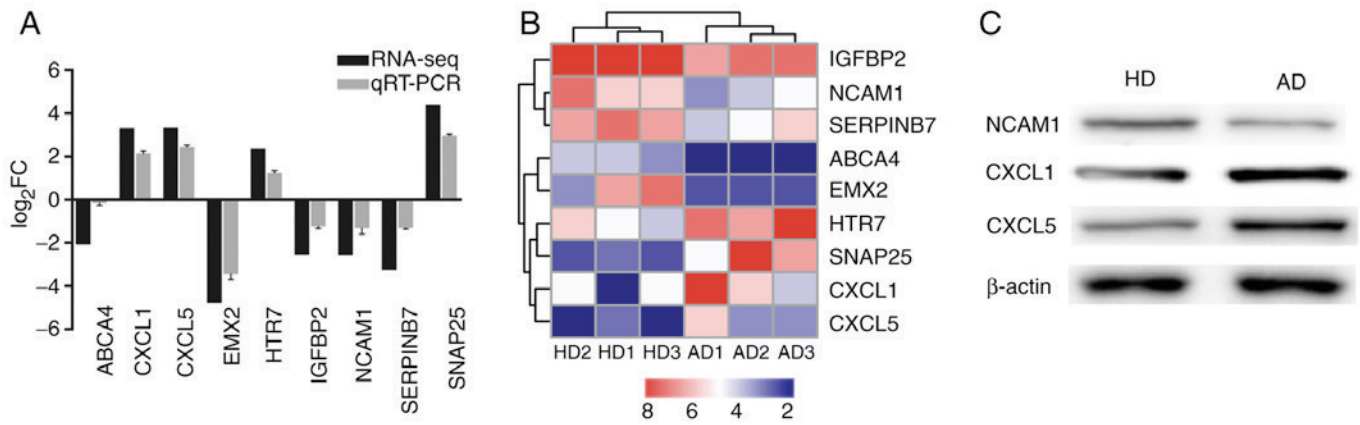 A
RNA-seq
qRT-PCR
log2FC
6
4
2
0
−2
−4
−6
ABCA4
CXCL1
CXCL5
EMX2
HTR7
IGFBP2
NCAM1
SERPINB7
SNAP25
B
IGFBP2
NCAM1
SERPINB7
ABCA4
EMX2
HTR7
SNAP25
CXCL1
CXCL5
HD2 HD1 HD3 AD1 AD2 AD3
8 6 4 2
C
HD AD
NCAM1
CXCL1
CXCL5
β-actin